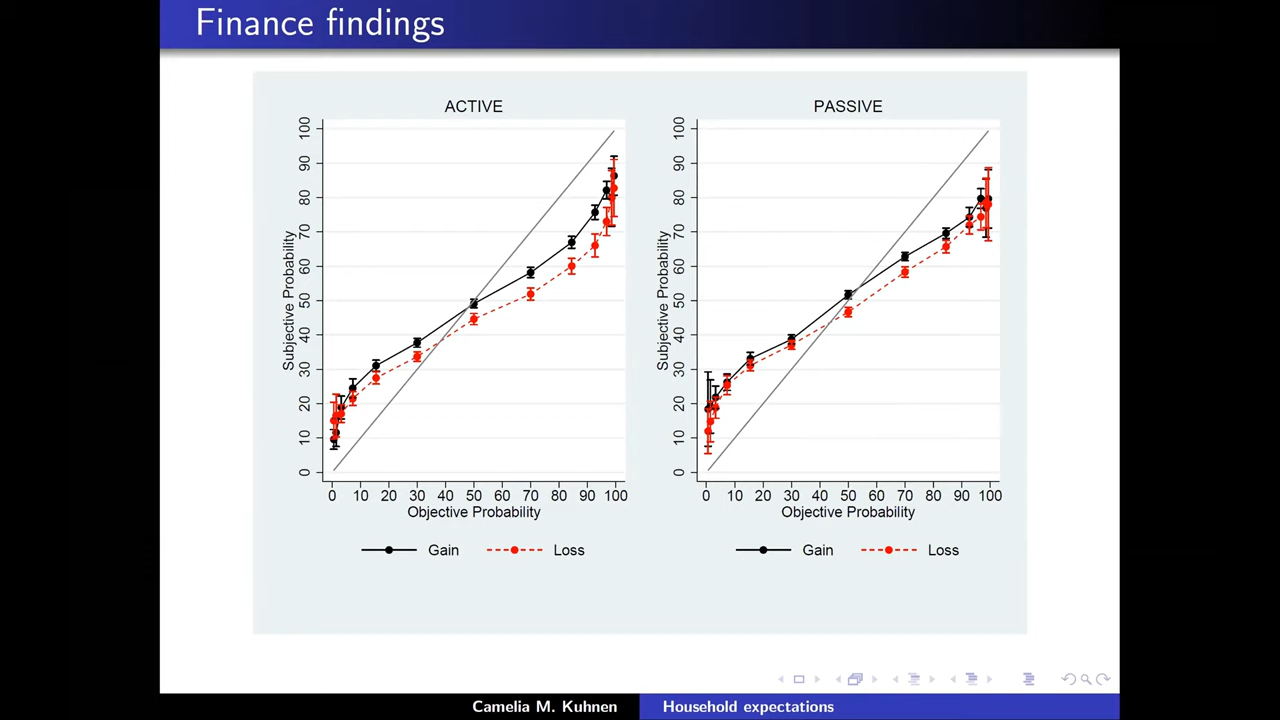 Finance findings
ACTIVE
Subjective Probability
0 10 20 30 40 50 60 70 80 90 100
0 10 20 30 40 50 60 70 80 90 100
Objective Probability
Gain Loss
PASSIVE
Subjective Probability
0 10 20 30 40 50 60 70 80 90 100
0 10 20 30 40 50 60 70 80 90 100
Objective Probability
Gain Loss
Camelia M. Kuhnen
Household expectations